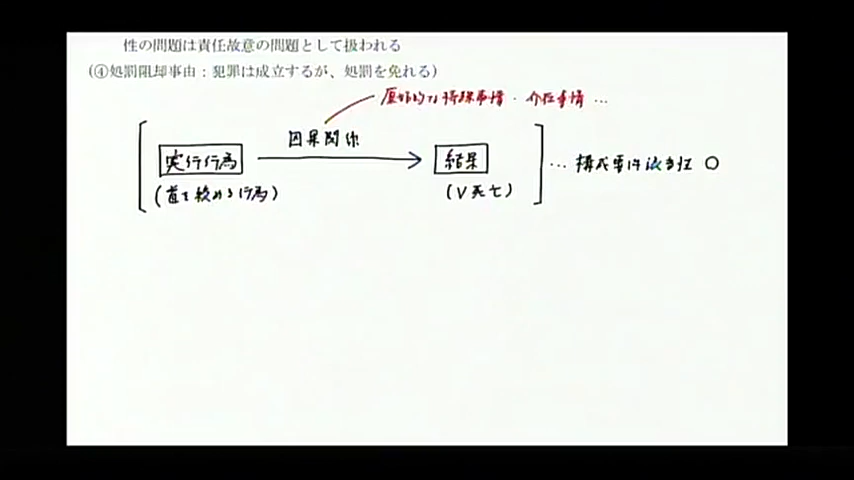 性の問題は責任故意の問題として扱われる
(④処罰阻却事由：犯罪は成立するが、処罰を免れる)
原始的な特殊事情・介在事情…
因果関係
実行行為
結果
…構成要件該当性 ○
(首を絞める行為)
(V死亡)